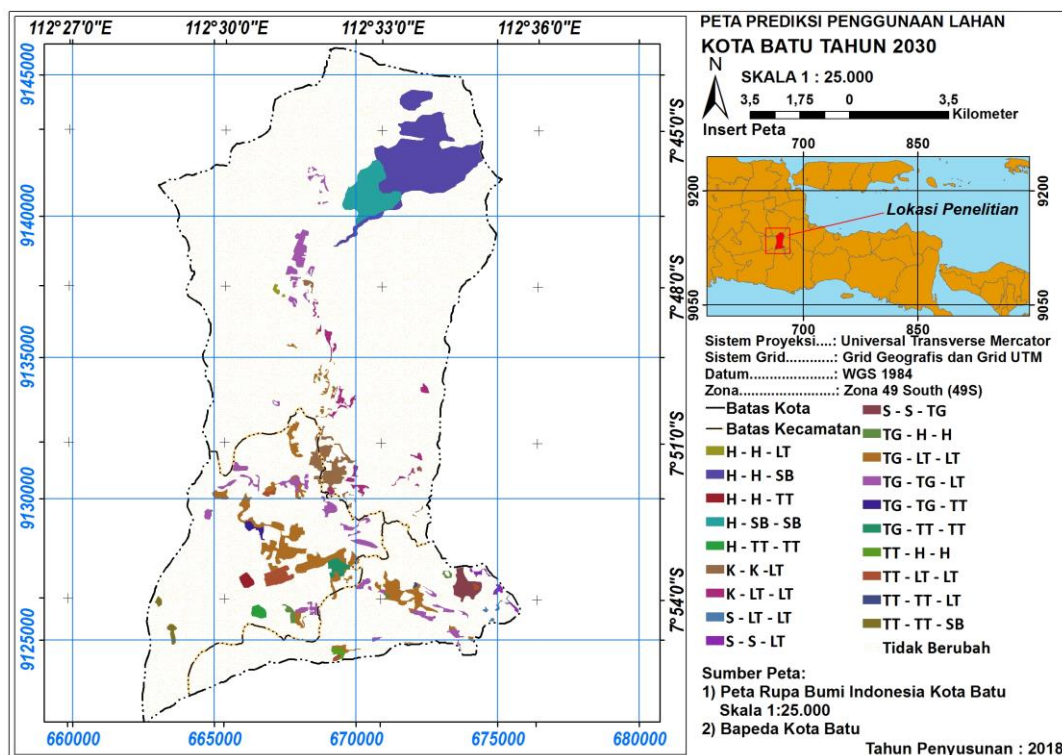 112°27'0"E 112°30'0"E 112°33'0"E 112°36'0"E
9145000
9140000
9135000
9130000
9125000
7°45'0"S
7°48'0"S
7°51'0"S
7°54'0"S
660000 665000 670000 675000 680000
PETA PREDIKSI PENGGUNAAN LAHAN
KOTA BATU TAHUN 2030
N
SKALA 1 : 25.000
3,5 1,75 0 3,5
Kilometer
Insert Peta
700 850
9200 9200
Lokasi Penelitian
9050 9050
700 850
Sistem Proyeksi....: Universal Transverse Mercator
Sistem Grid...........: Grid Geografis dan Grid UTM
Datum......................: WGS 1984
Zona.........................: Zona 49 South (49S)
Batas Kota
Batas Kecamatan
H - H - LT
H - H - SB
H - H - TT
H - SB - SB
H - TT - TT
K - K - LT
K - LT - LT
S - LT - LT
S - S - LT
S - S - TG
TG - H - H
TG - LT - LT
TG - TG - LT
TG - TG - TT
TG - TT - TT
TT - H - H
TT - LT - LT
TT - TT - LT
TT - TT - SB
Tidak Berubah
Sumber Peta:
1) Peta Rupa Bumi Indonesia Kota Batu
Skala 1:25.000
2) Bapeda Kota Batu
Tahun Penyusunan : 2018